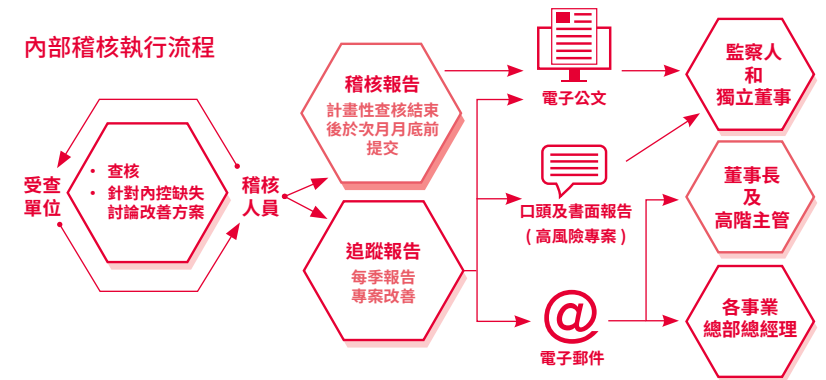 內部稽核執行流程
受查
單位
• 查核
• 針對內控缺失
討論改善方案
稽核
人員
稽核報告
計畫性查核結束
後於次月月底前
提交
追蹤報告
每季報告
專案改善
電子公文
口頭及書面報告
( 高風險專案 )
@
電子郵件
監察人
和
獨立董事
董事長
及
高階主管
各事業
總部總經理